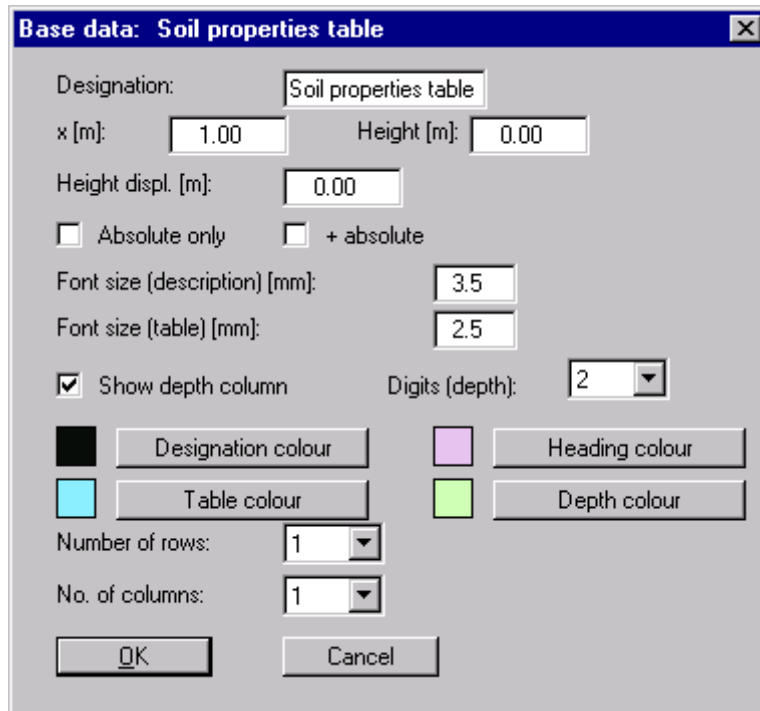 Base data: Soil properties table
Designation: Soil properties table
x [m]: 1.00 Height [m]: 0.00
Height displ. [m]: 0.00
Absolute only + absolute
Font size (description) [mm]: 3.5
Font size (table) [mm]: 2.5
Show depth column Digits (depth): 2
Designation colour Heading colour
Table colour Depth colour
Number of rows: 1
No. of columns: 1
OK Cancel